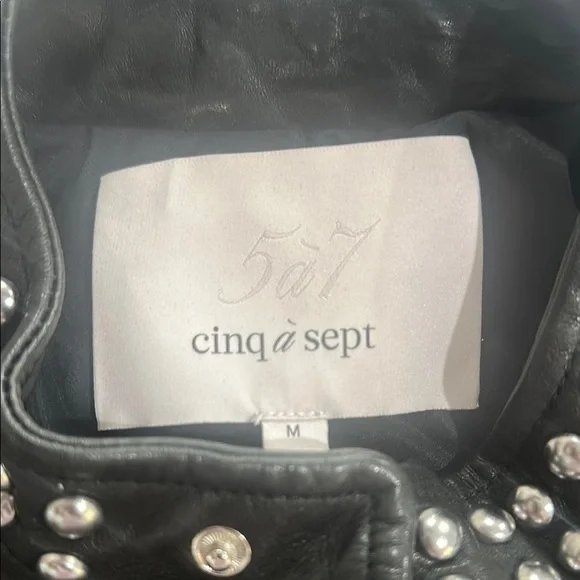 5à7
cinq à sept
M